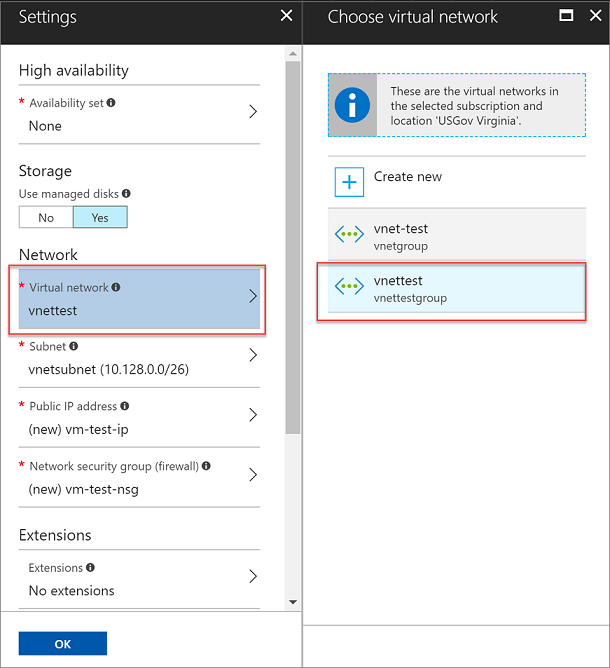 Settings
High availability
* Availability set
None
Storage
Use managed disks
No Yes
Network
* Virtual network
vnettest
* Subnet
vnetsubnet (10.128.0.0/26)
* Public IP address
(new) vm-test-ip
* Network security group (firewall)
(new) vm-test-nsg
Extensions
Extensions
No extensions
OK
Choose virtual network
These are the virtual networks in
the selected subscription and
location 'USGov Virginia'.
Create new
vnet-test
vnetgroup
vnettest
vnettestgroup